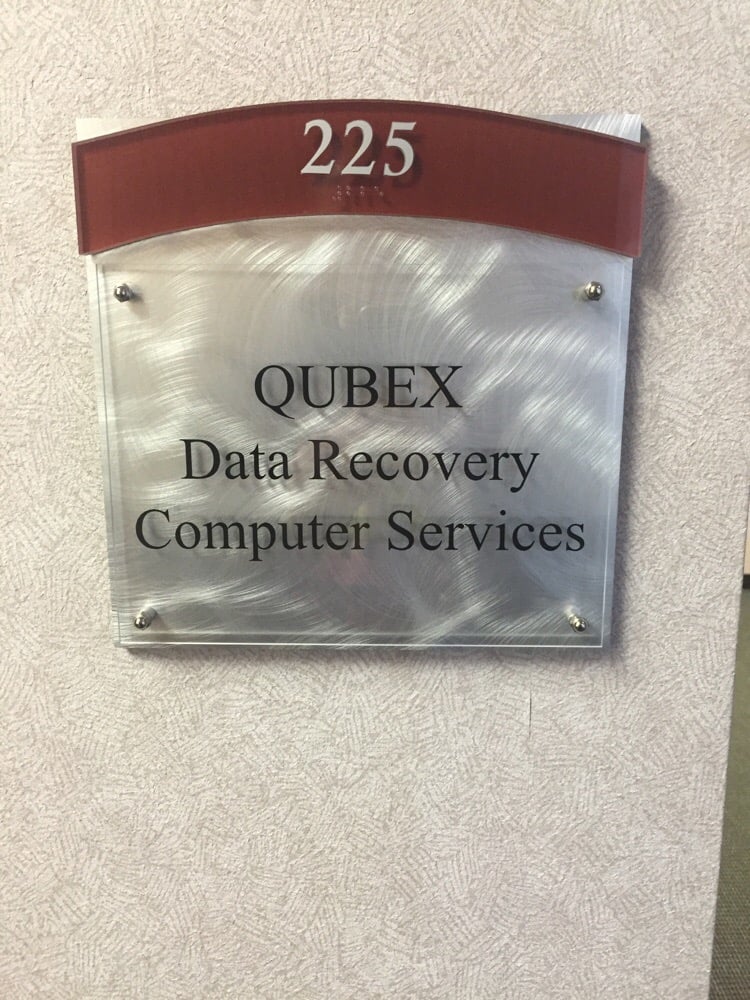 225
QUBEX
Data Recovery
Computer Services